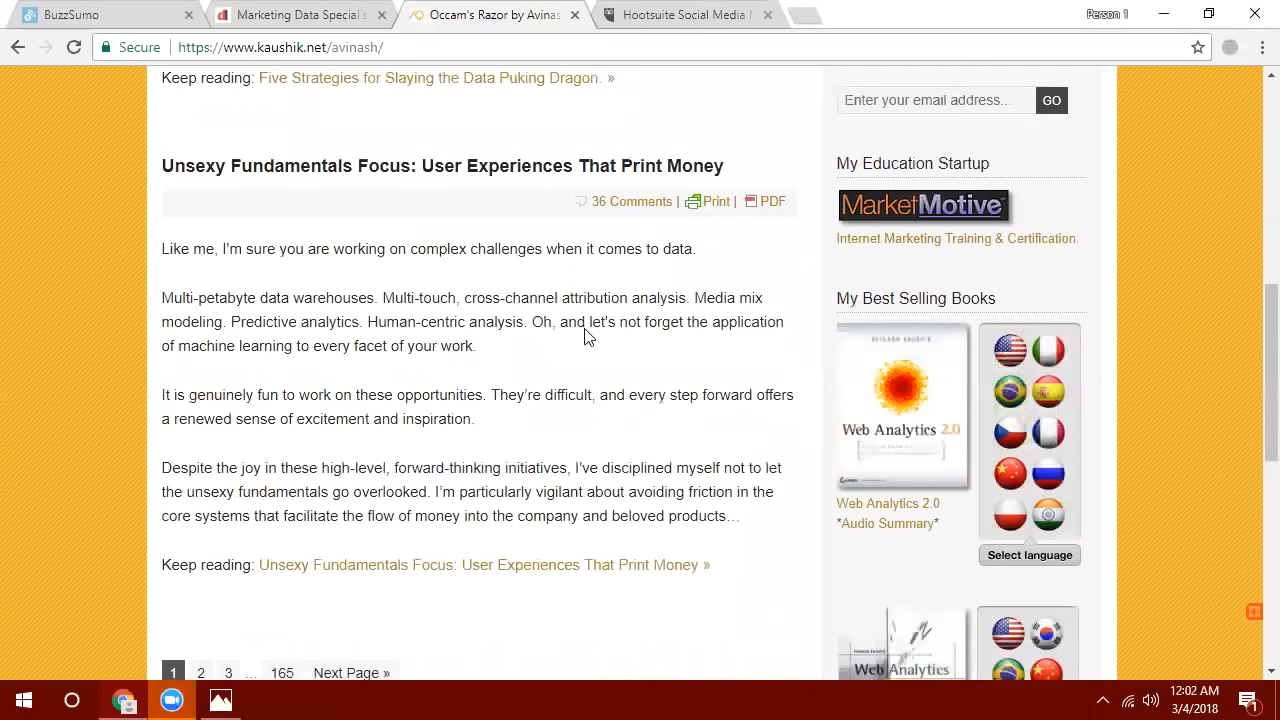 BuzzSumo
Marketing Data Special's
Occam's Razor by Avinas
Hootsuite Social Media
Person 1
Secure
https://www.kaushik.net/avinash/
Keep reading: Five Strategies for Slaying the Data Puking Dragon. »
Unsexy Fundamentals Focus: User Experiences That Print Money
36 Comments | Print | PDF
Like me, I'm sure you are working on complex challenges when it comes to data.
Multi-petabyte data warehouses. Multi-touch, cross-channel attribution analysis. Media mix
modeling. Predictive analytics. Human-centric analysis. Oh, and let's not forget the application
of machine learning to every facet of your work.
It is genuinely fun to work on these opportunities. They're difficult, and every step forward offers
a renewed sense of excitement and inspiration.
Despite the joy in these high-level, forward-thinking initiatives, I've disciplined myself not to let
the unsexy fundamentals go overlooked. I'm particularly vigilant about avoiding friction in the
core systems that facilitate the flow of money into the company and beloved products…
Keep reading: Unsexy Fundamentals Focus: User Experiences That Print Money »
1 2 3 ... 165 Next Page »
Enter your email address...
GO
My Education Startup
MarketMotive
Internet Marketing Training & Certification.
My Best Selling Books
AVINASH KAUSHIK
Web Analytics 2.0
Web Analytics 2.0
*Audio Summary*
Select language
Web Analytics
12:02 AM
3/4/2018
1